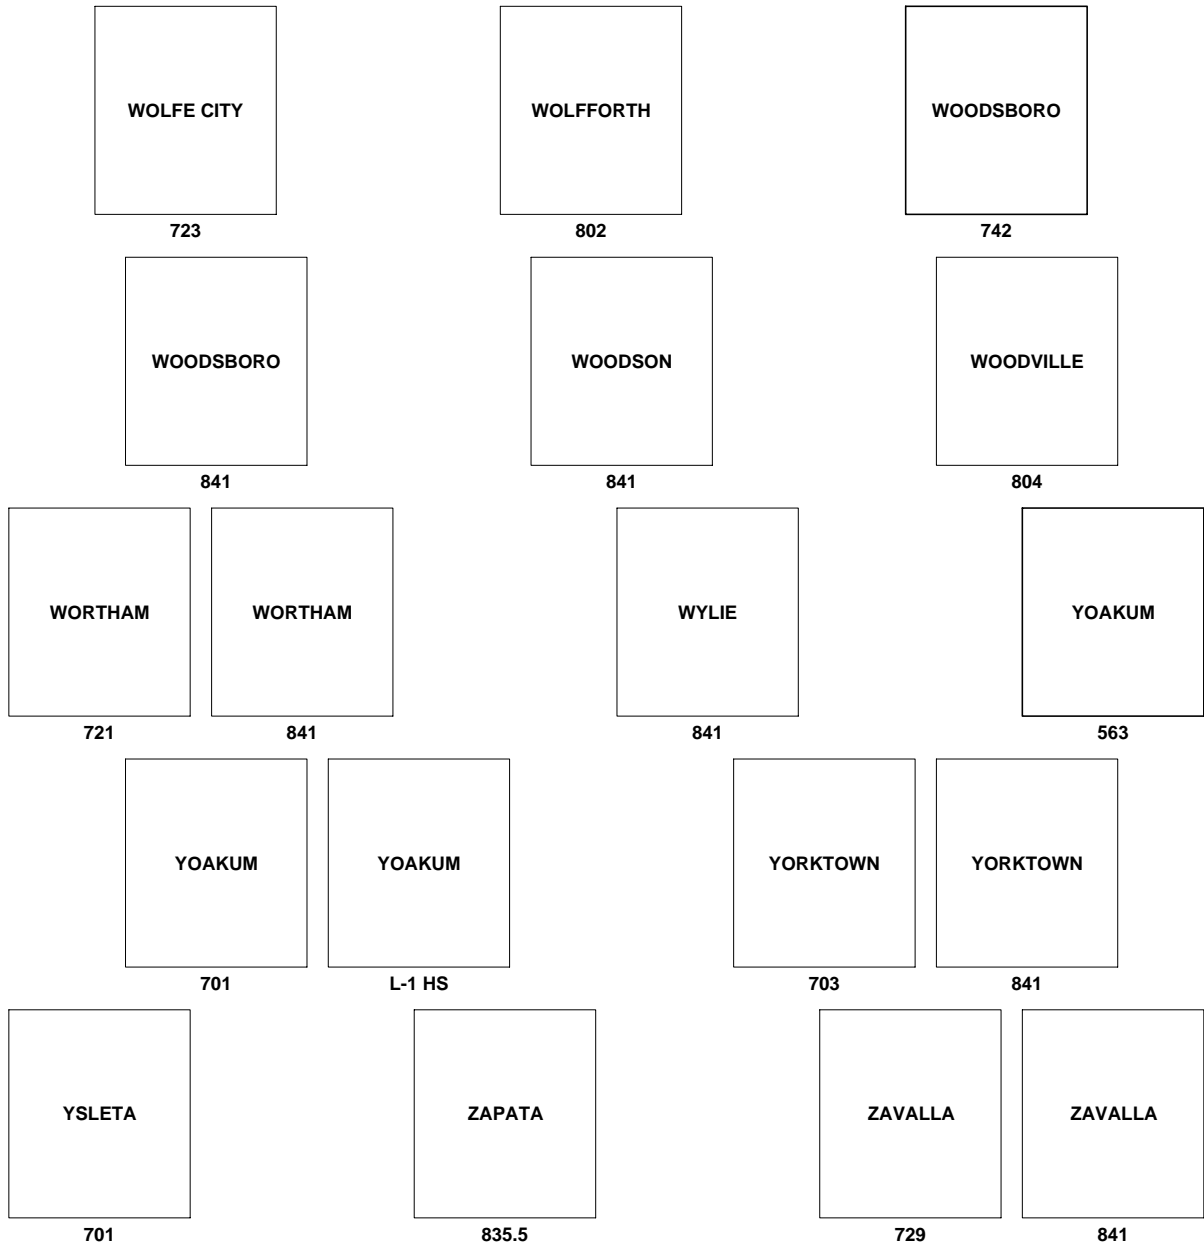 WOLFE CITY WOLFFORTH WOODSBORO
723 802 742
WOODSBORO WOODSON WOODVILLE
841 841 804
WORTHAM WORTHAM WYLIE YOAKUM
721 841 841 563
YOAKUM YOAKUM YORKTOWN YORKTOWN
701 L-1 HS 703 841
YSLETA ZAPATA ZAVALLA ZAVALLA
701 835.5 729 841